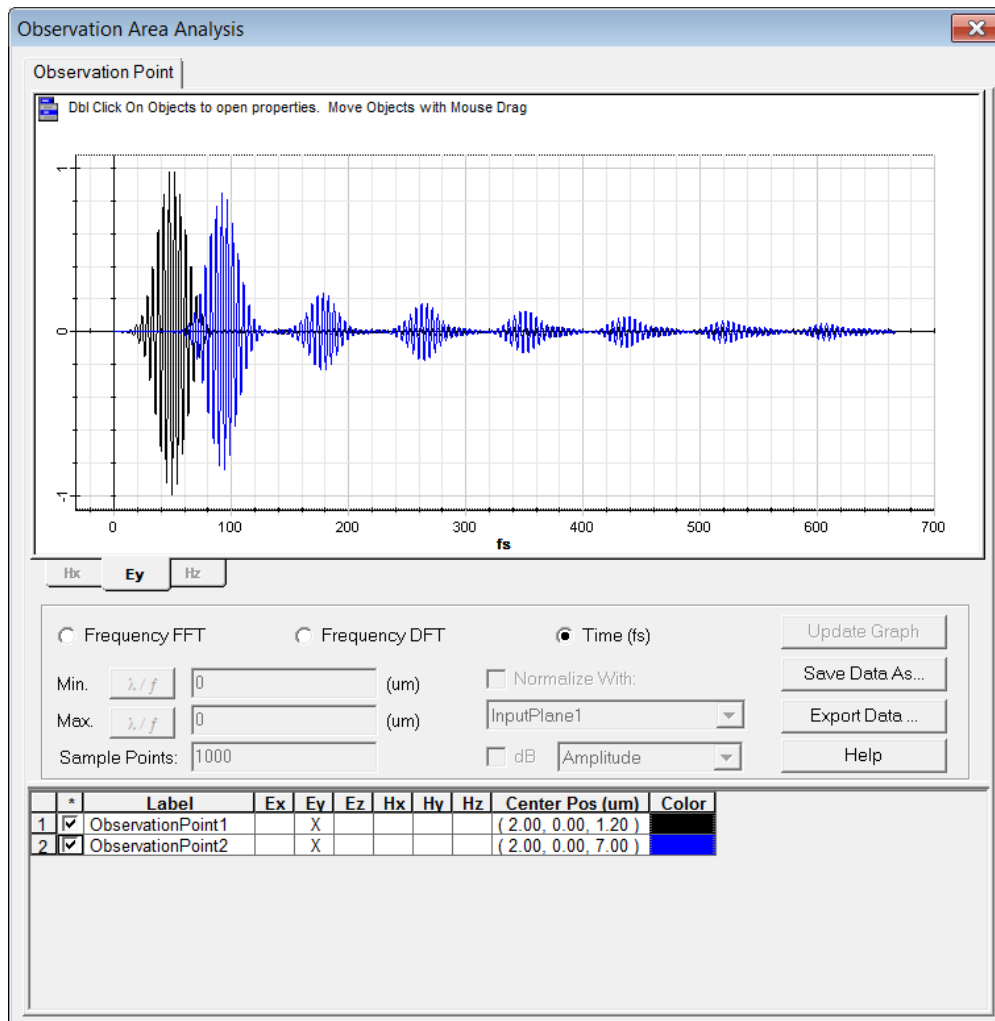 Observation Area Analysis
Observation Point
Dbl Click On Objects to open properties.  Move Objects with Mouse Drag
1
0
-1
0 100 200 300 400 500 600 700
fs
Hx Ey Hz
Frequency FFT Frequency DFT Time (fs) Update Graph
Min. λ / f 0 (um) Normalize With: Save Data As...
Max. λ / f 0 (um) InputPlane1 Export Data ...
Sample Points: 1000 dB Amplitude Help
* Label Ex Ey Ez Hx Hy Hz Center Pos (um) Color
1 ObservationPoint1 X ( 2.00, 0.00, 1.20 )
2 ObservationPoint2 X ( 2.00, 0.00, 7.00 )